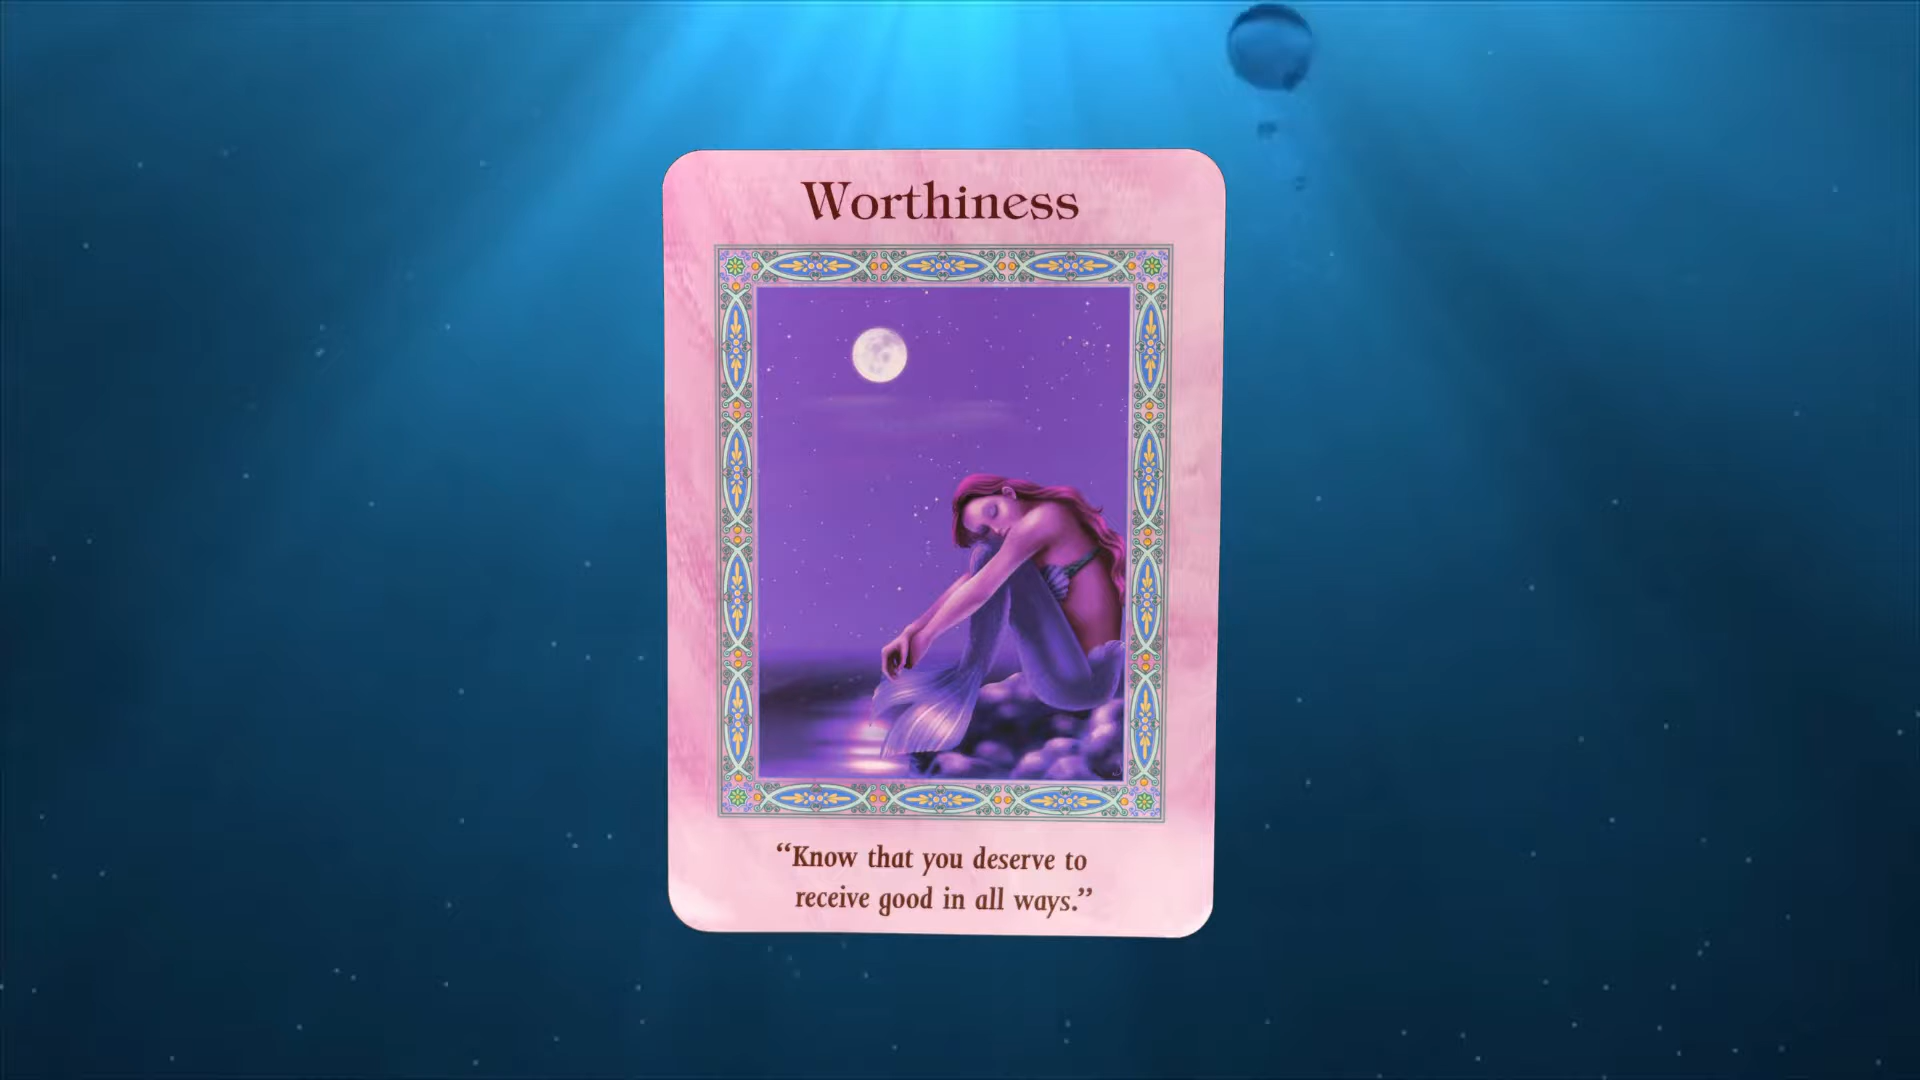 Worthiness
“Know that you deserve to
receive good in all ways.”